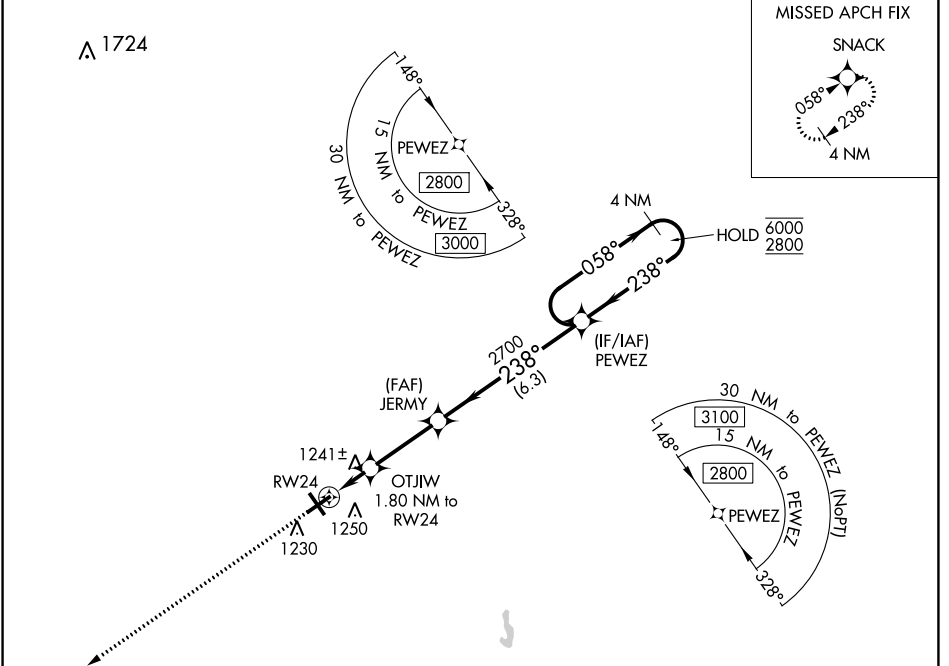 MISSED APCH FIX
SNACK
058°
238°
4 NM
1724
148°
PEWEZ
2800
15 NM to PEWEZ
328°
3000
30 NM to PEWEZ
4 NM
HOLD 6000
2800
058°
238°
(IF/IAF)
PEWEZ
2700
238°
(6.3)
(FAF)
JERMY
1241±
OTJIW
1.80 NM to
RW24
RW24
1250
1230
30 NM to PEWEZ (NoPT)
3100
148°
15 NM to PEWEZ
2800
PEWEZ
328°